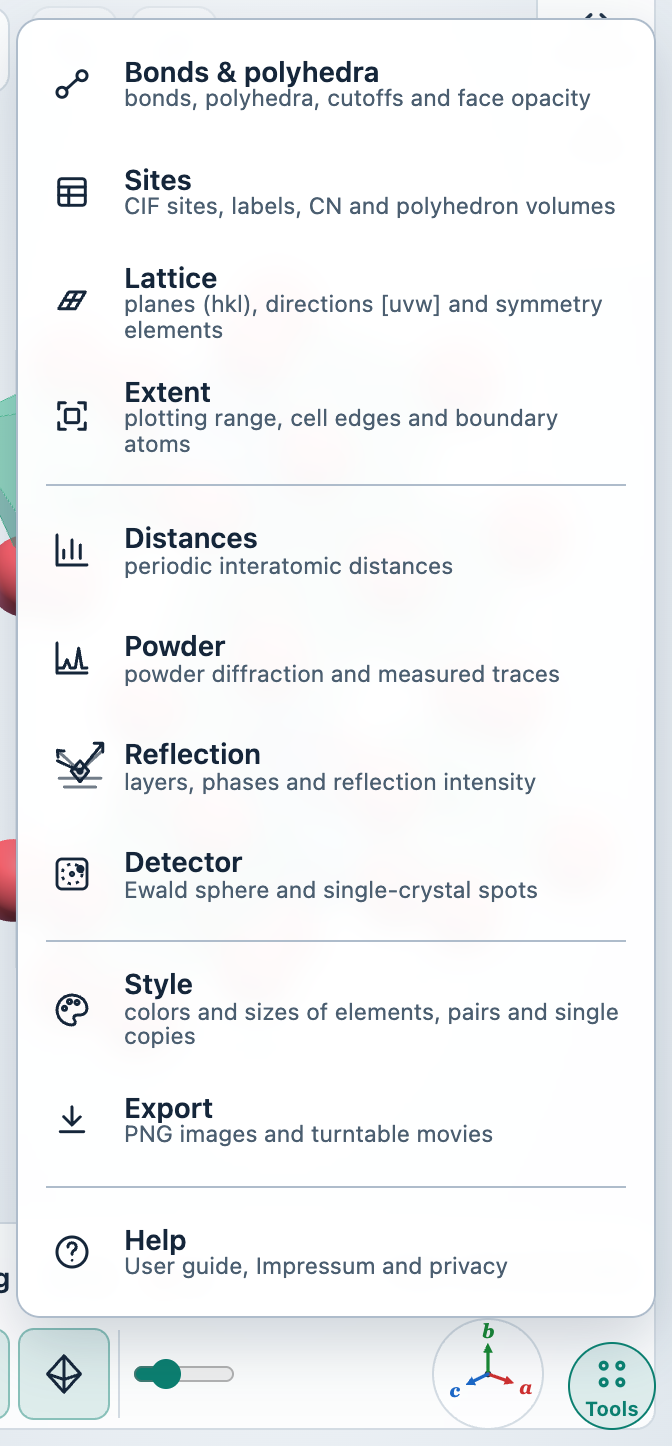 Bonds & polyhedra
bonds, polyhedra, cutoffs and face opacity
Sites
CIF sites, labels, CN and polyhedron volumes
Lattice
planes (hkl), directions [uvw] and symmetry
elements
Extent
plotting range, cell edges and boundary
atoms
Distances
periodic interatomic distances
Powder
powder diffraction and measured traces
Reflection
layers, phases and reflection intensity
Detector
Ewald sphere and single-crystal spots
Style
colors and sizes of elements, pairs and single
copies
Export
PNG images and turntable movies
Help
User guide, Impressum and privacy
g
b
c
a
Tools